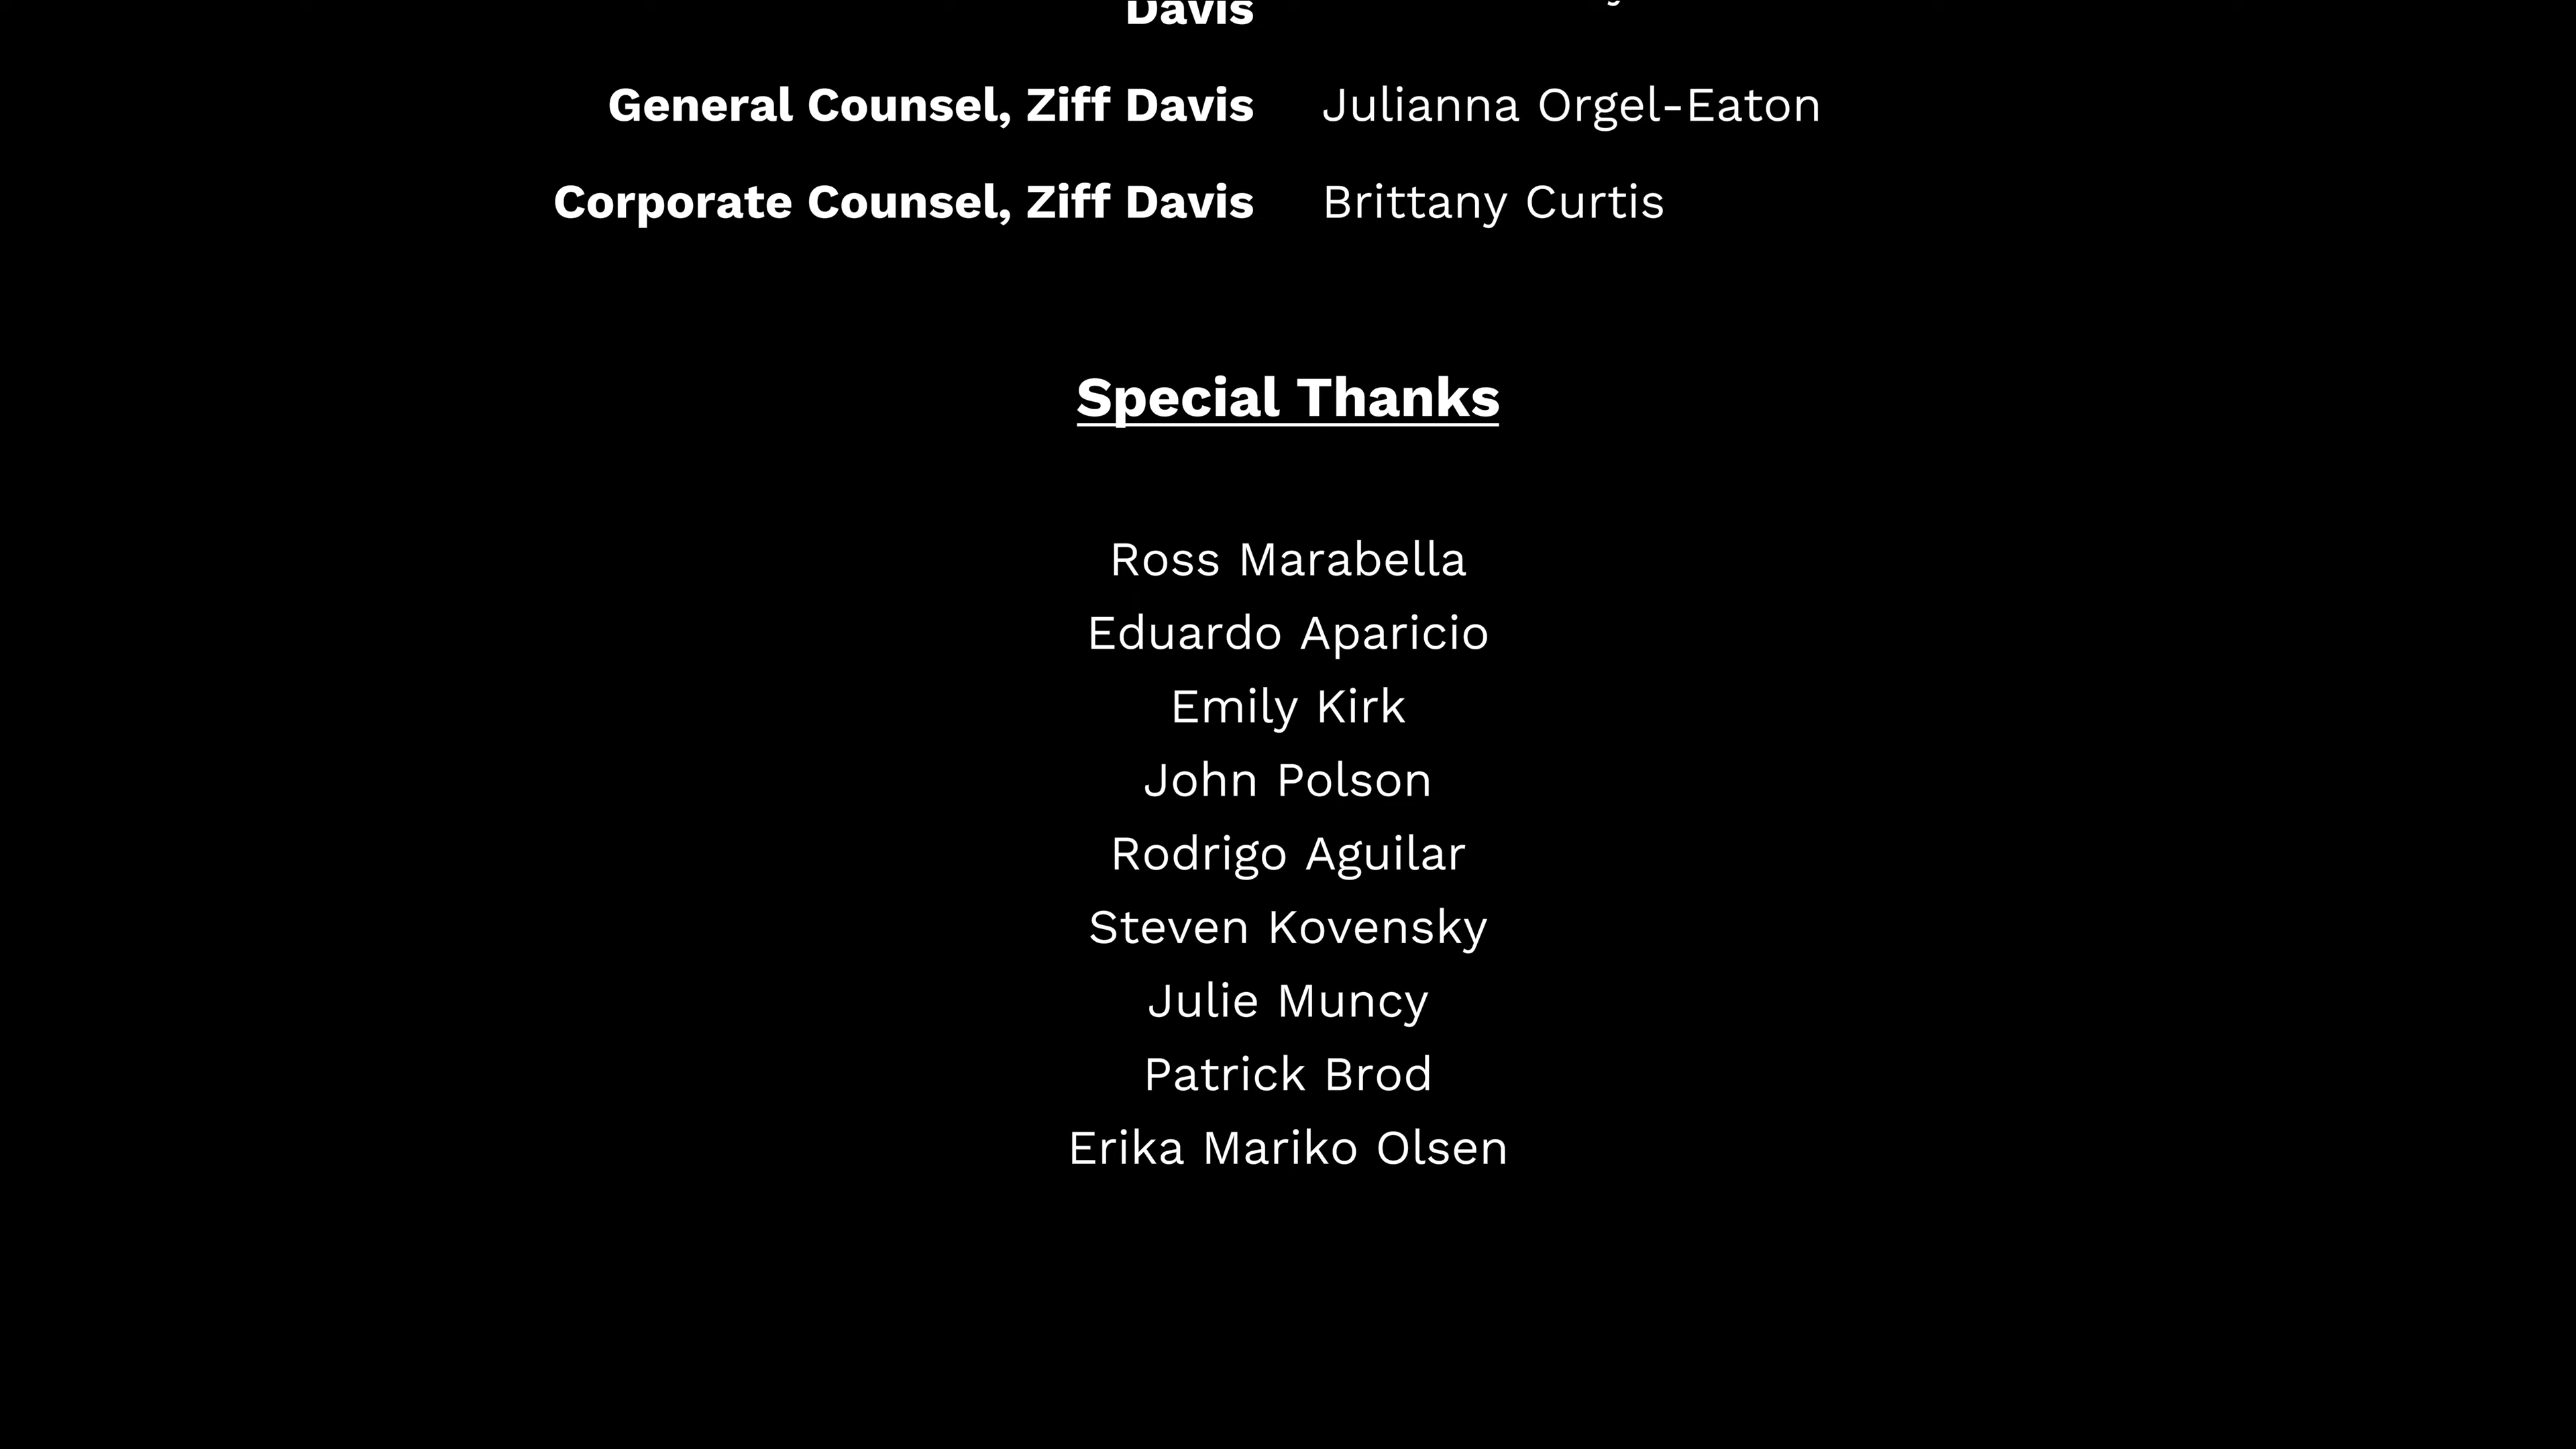 Davis
General Counsel, Ziff Davis Julianna Orgel-Eaton
Corporate Counsel, Ziff Davis Brittany Curtis
Special Thanks
Ross Marabella
Eduardo Aparicio
Emily Kirk
John Polson
Rodrigo Aguilar
Steven Kovensky
Julie Muncy
Patrick Brod
Erika Mariko Olsen